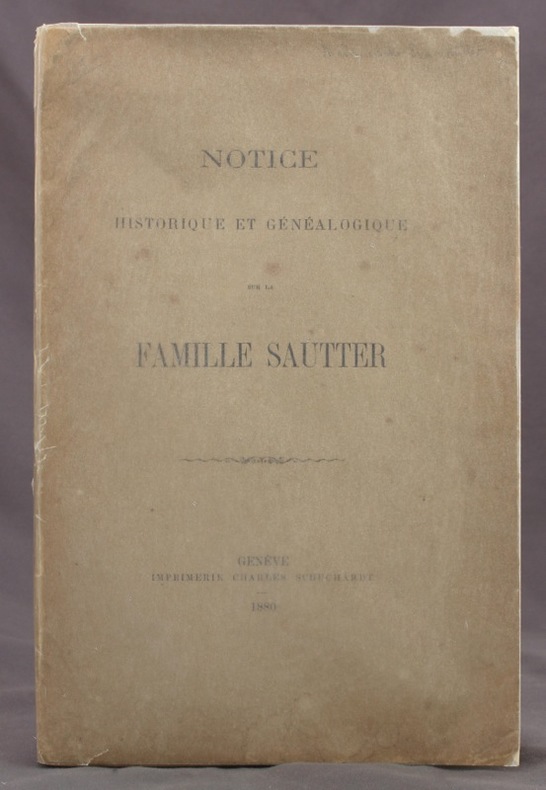 NOTICE
HISTORIQUE ET GÉNÉALOGIQUE
SUR LA
FAMILLE SAUTTER
GENÈVE
IMPRIMERIE CHARLES SCHUCHARDT
1880